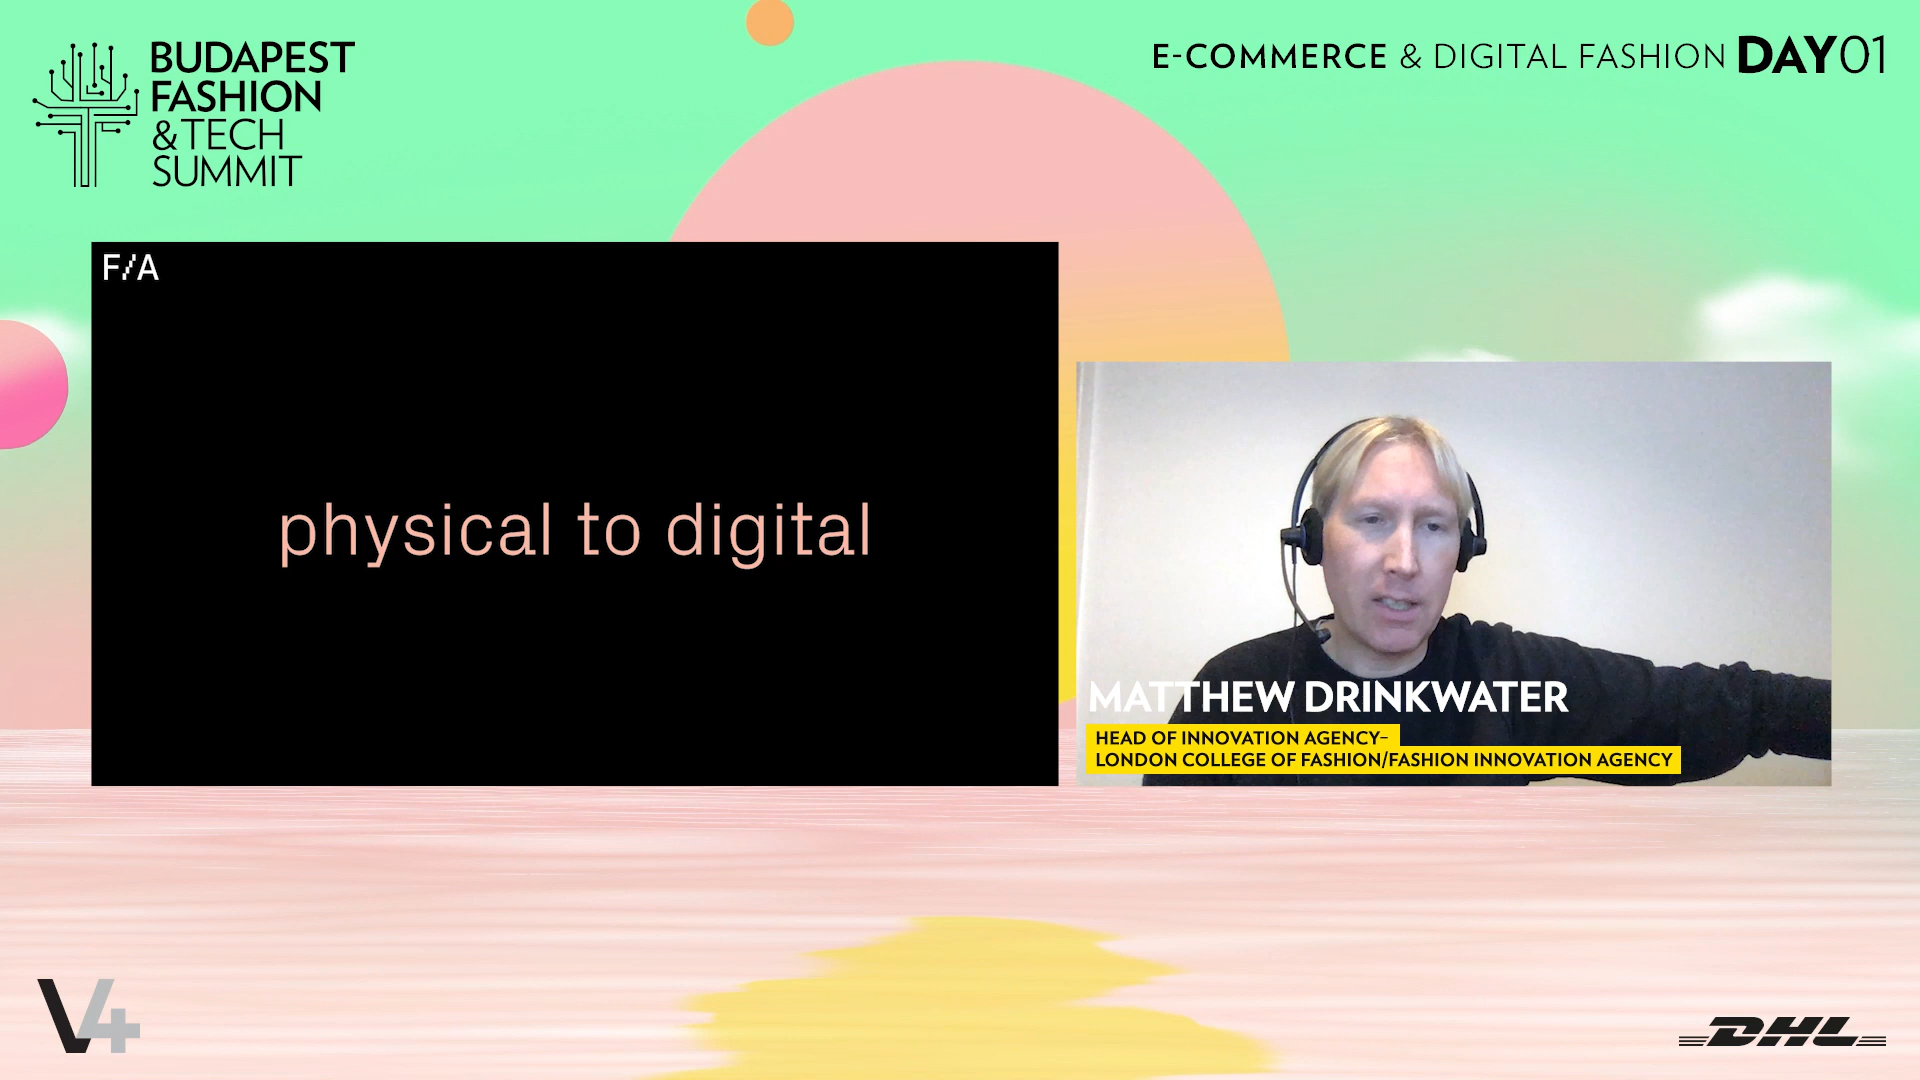 BUDAPEST
FASHION
&TECH
SUMMIT
E-COMMERCE & DIGITAL FASHION DAY01
F/A
physical to digital
MATTHEW DRINKWATER
HEAD OF INNOVATION AGENCY–
LONDON COLLEGE OF FASHION/FASHION INNOVATION AGENCY
V4
DHL